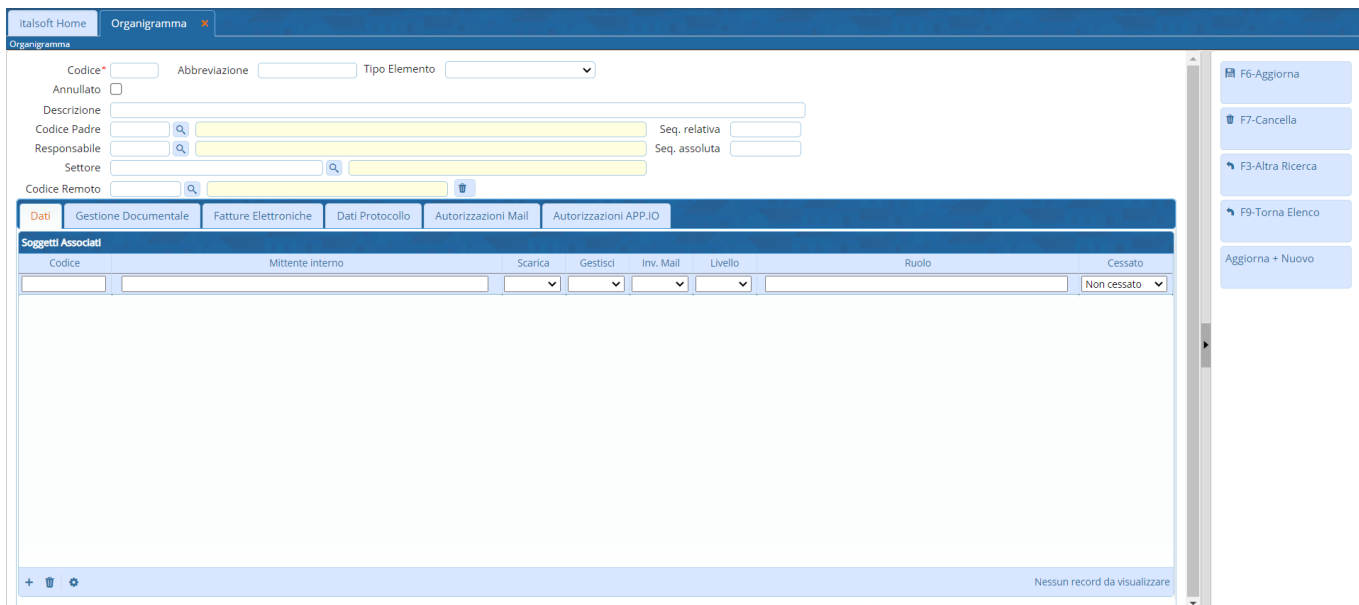 italsoft Home Organigramma ×
Organigramma
Codice* Abbreviazione Tipo Elemento
Annullato
Descrizione
Codice Padre Seq. relativa
Responsabile Seq. assoluta
Settore
Codice Remoto
Dati Gestione Documentale Fatture Elettroniche Dati Protocollo Autorizzazioni Mail Autorizzazioni APP.IO
Soggetti Associati
Codice Mittente interno Scarica Gestisci Inv. Mail Livello Ruolo Cessato
Non cessato
Nessun record da visualizzare
F6-Aggiorna
F7-Cancella
F3-Altra Ricerca
F9-Torna Elenco
Aggiorna + Nuovo